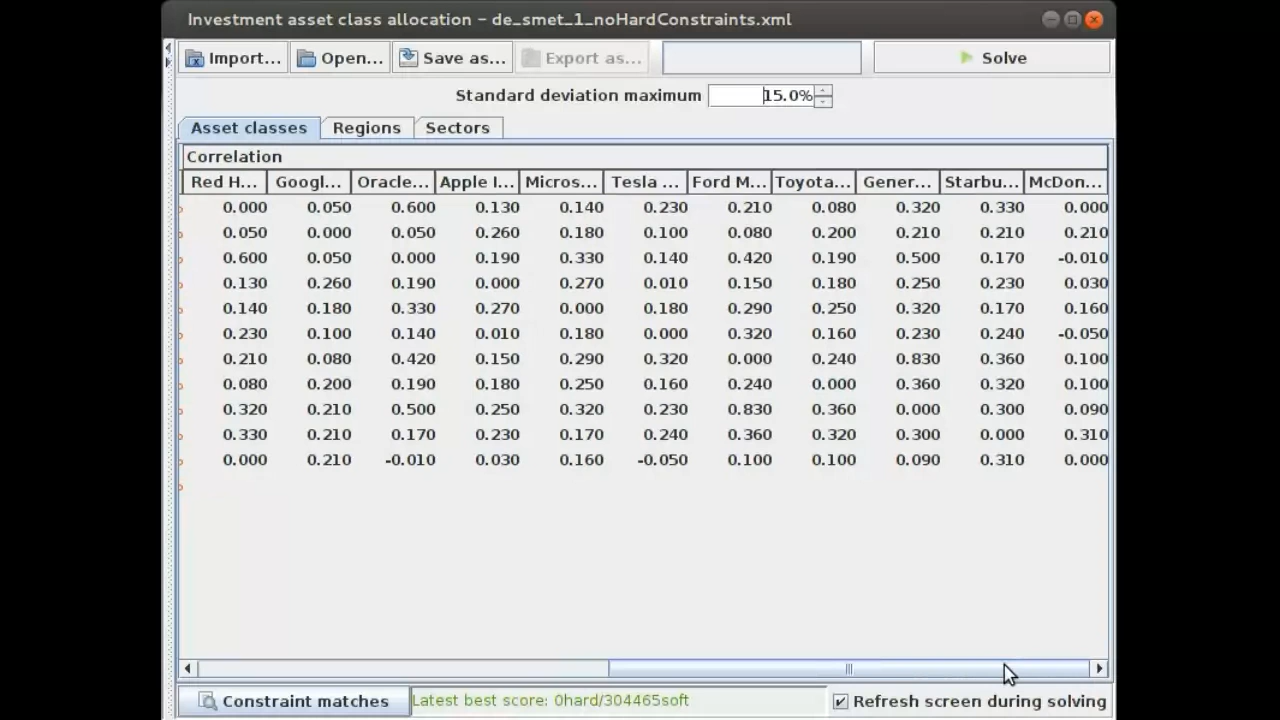 Investment asset class allocation – de_smet_1_noHardConstraints.xml
Import... Open... Save as... Export as... Solve
Standard deviation maximum 15.0%
Asset classes Regions Sectors
Correlation
Red H... Googl... Oracle... Apple I... Micros... Tesla ... Ford M... Toyota... Gener... Starbu... McDon...
0.000 0.050 0.600 0.130 0.140 0.230 0.210 0.080 0.320 0.330 0.000
0.050 0.000 0.050 0.260 0.180 0.100 0.080 0.200 0.210 0.210 0.210
0.600 0.050 0.000 0.190 0.330 0.140 0.420 0.190 0.500 0.170 -0.010
0.130 0.260 0.190 0.000 0.270 0.010 0.150 0.180 0.250 0.230 0.030
0.140 0.180 0.330 0.270 0.000 0.180 0.290 0.250 0.320 0.170 0.160
0.230 0.100 0.140 0.010 0.180 0.000 0.320 0.160 0.230 0.240 -0.050
0.210 0.080 0.420 0.150 0.290 0.320 0.000 0.240 0.830 0.360 0.100
0.080 0.200 0.190 0.180 0.250 0.160 0.240 0.000 0.360 0.320 0.100
0.320 0.210 0.500 0.250 0.320 0.230 0.830 0.360 0.000 0.300 0.090
0.330 0.210 0.170 0.230 0.170 0.240 0.360 0.320 0.300 0.000 0.310
0.000 0.210 -0.010 0.030 0.160 -0.050 0.100 0.100 0.090 0.310 0.000
Constraint matches Latest best score: 0hard/304465soft Refresh screen during solving